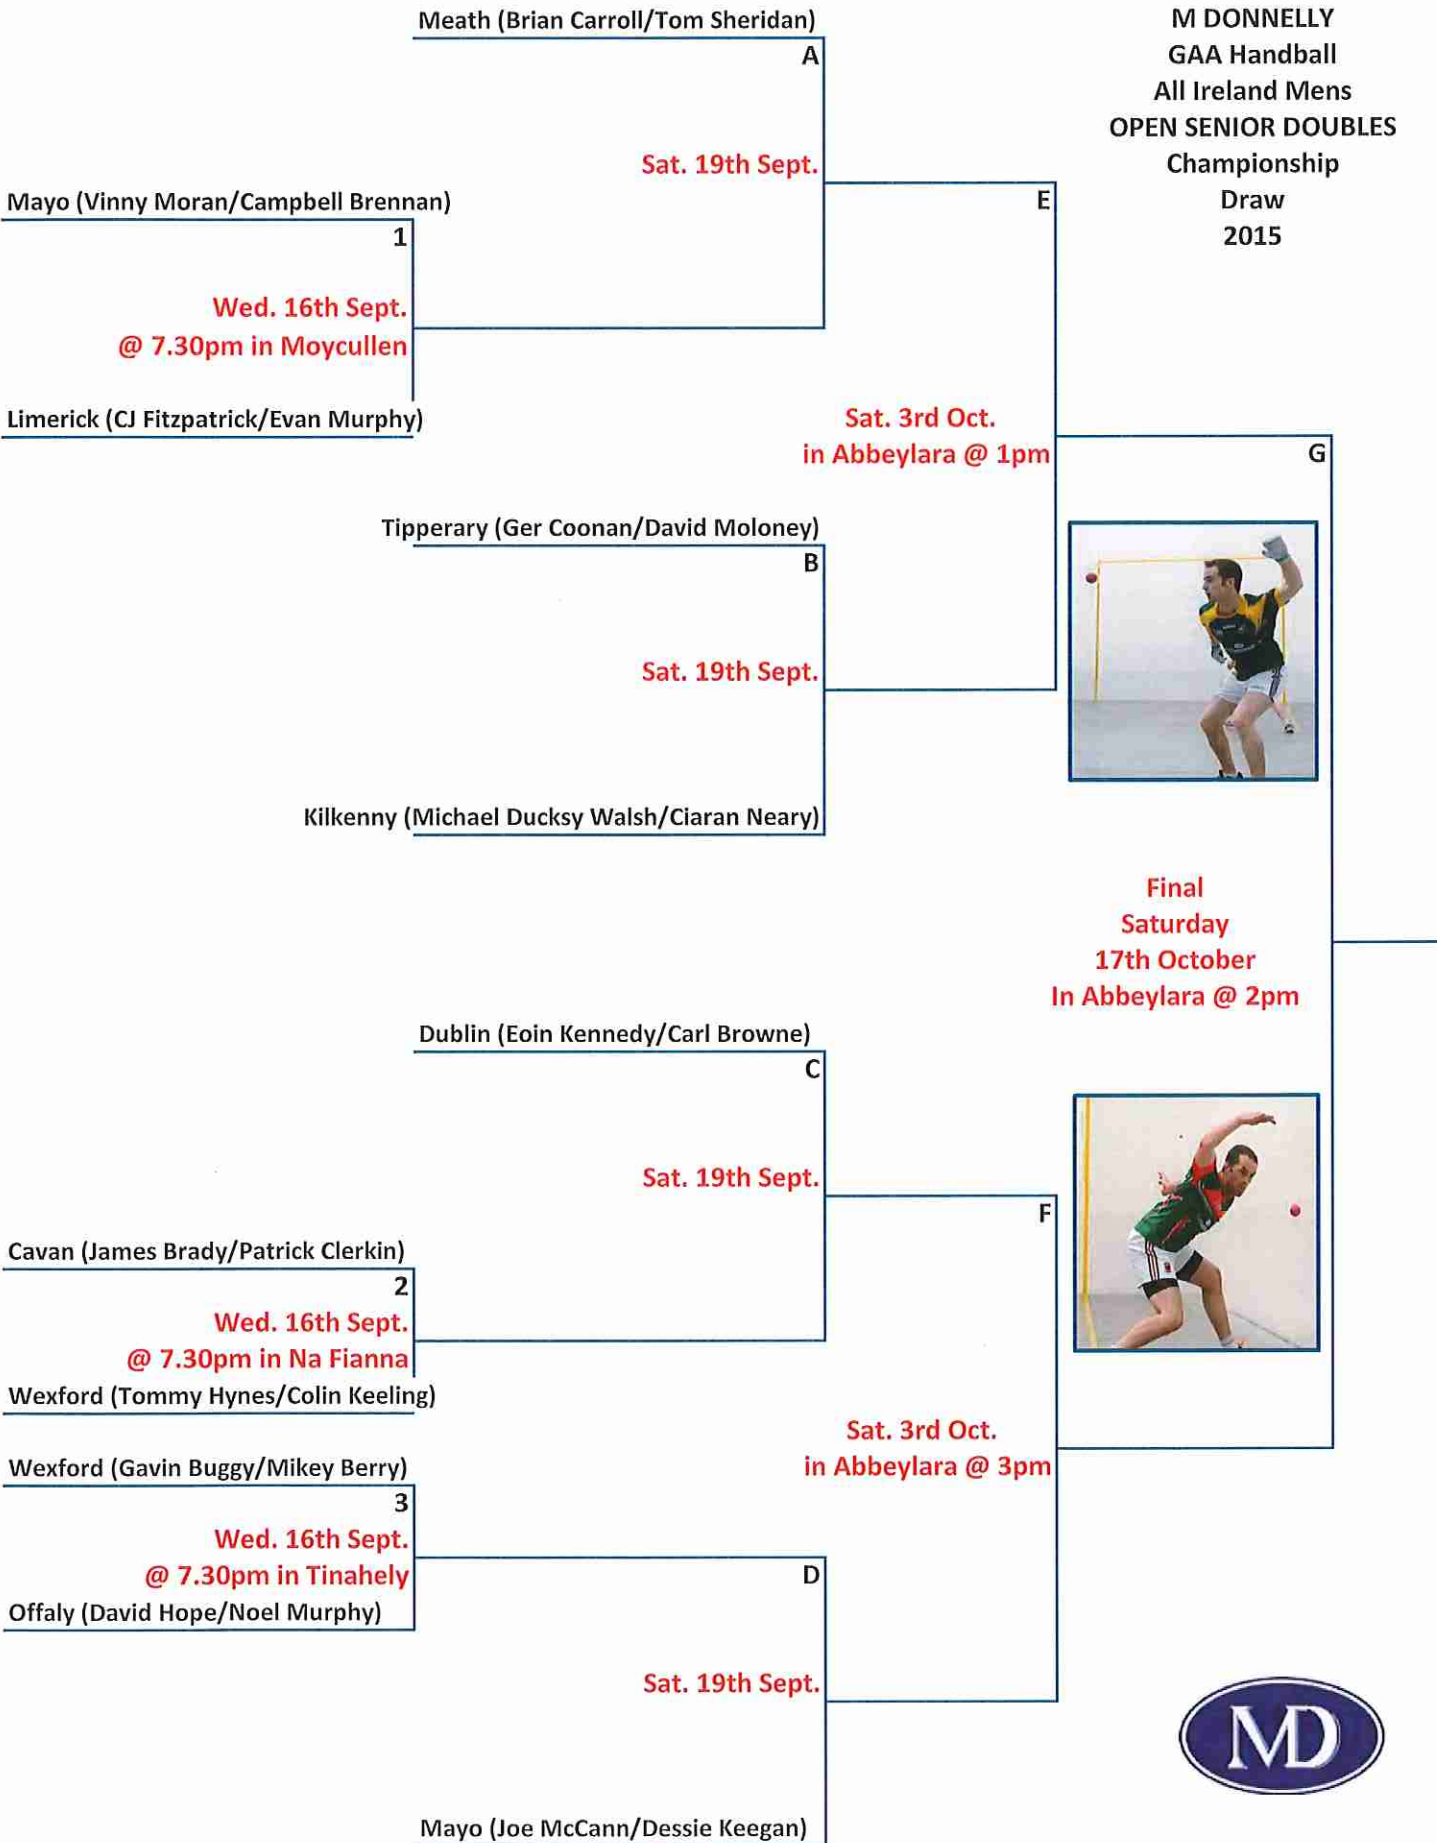 Meath (Brian Carroll/Tom Sheridan)
A
M DONNELLY
GAA Handball
All Ireland Mens
OPEN SENIOR DOUBLES
Championship
Draw
2015
Sat. 19th Sept.
Mayo (Vinny Moran/Campbell Brennan)
1
E
Wed. 16th Sept.
@ 7.30pm in Moycullen
Limerick (CJ Fitzpatrick/Evan Murphy)
Sat. 3rd Oct.
in Abbeylara @ 1pm
G
Tipperary (Ger Coonan/David Moloney)
B
Sat. 19th Sept.
Kilkenny (Michael Ducksy Walsh/Ciaran Neary)
Final
Saturday
17th October
In Abbeylara @ 2pm
Dublin (Eoin Kennedy/Carl Browne)
C
Sat. 19th Sept.
F
Cavan (James Brady/Patrick Clerkin)
2
Wed. 16th Sept.
@ 7.30pm in Na Fianna
Wexford (Tommy Hynes/Colin Keeling)
Sat. 3rd Oct.
in Abbeylara @ 3pm
Wexford (Gavin Buggy/Mikey Berry)
3
Wed. 16th Sept.
@ 7.30pm in Tinahely
D
Offaly (David Hope/Noel Murphy)
Sat. 19th Sept.
MD
Mayo (Joe McCann/Dessie Keegan)